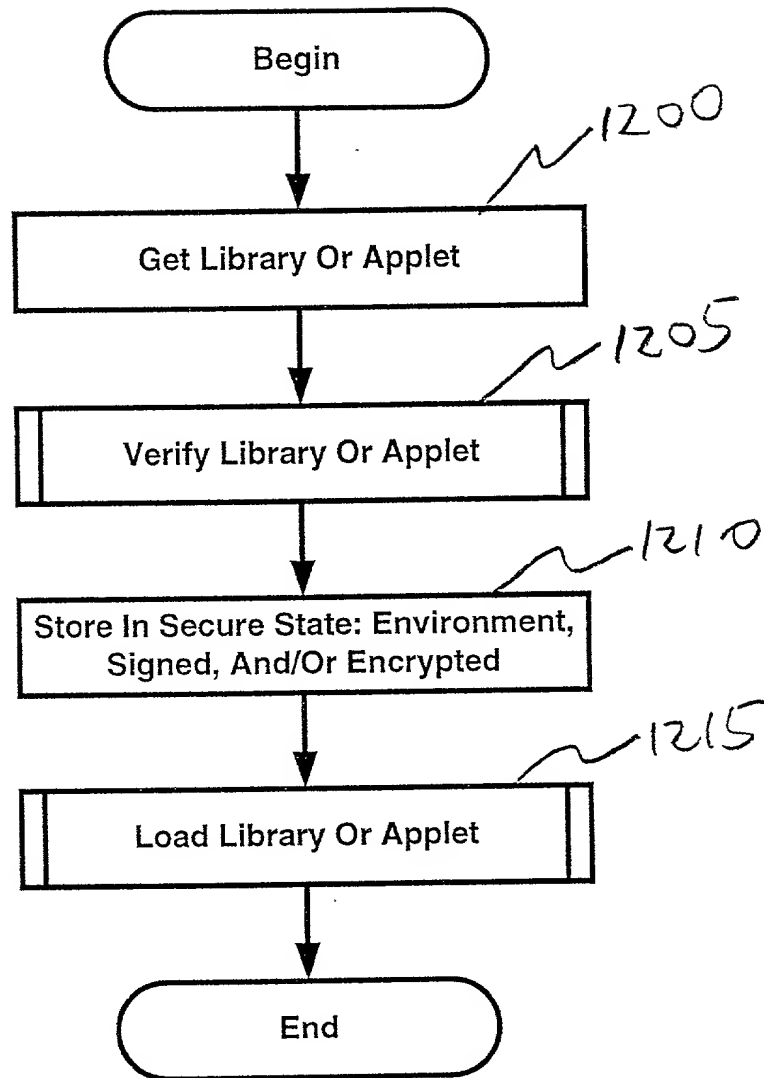 Begin
1200
Get Library Or Applet
1205
Verify Library Or Applet
1210
Store In Secure State: Environment,
Signed, And/Or Encrypted
1215
Load Library Or Applet
End